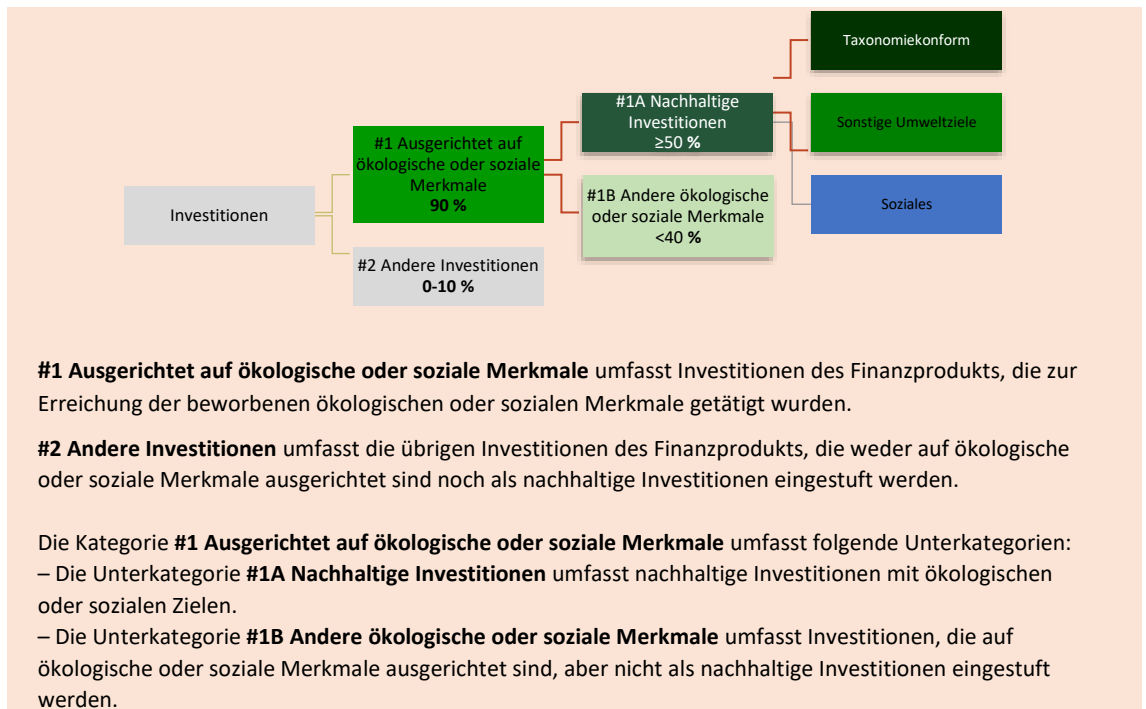 Taxonomiekonform
#1A Nachhaltige
Investitionen
≥50 %
Sonstige Umweltziele
#1 Ausgerichtet auf
ökologische oder soziale
Merkmale
90 %
#1B Andere ökologische
oder soziale Merkmale
<40 %
Soziales
Investitionen
#2 Andere Investitionen
0-10 %
#1 Ausgerichtet auf ökologische oder soziale Merkmale umfasst Investitionen des Finanzprodukts, die zur
Erreichung der beworbenen ökologischen oder sozialen Merkmale getätigt wurden.
#2 Andere Investitionen umfasst die übrigen Investitionen des Finanzprodukts, die weder auf ökologische
oder soziale Merkmale ausgerichtet sind noch als nachhaltige Investitionen eingestuft werden.
Die Kategorie #1 Ausgerichtet auf ökologische oder soziale Merkmale umfasst folgende Unterkategorien:
– Die Unterkategorie #1A Nachhaltige Investitionen umfasst nachhaltige Investitionen mit ökologischen
oder sozialen Zielen.
– Die Unterkategorie #1B Andere ökologische oder soziale Merkmale umfasst Investitionen, die auf
ökologische oder soziale Merkmale ausgerichtet sind, aber nicht als nachhaltige Investitionen eingestuft
werden.